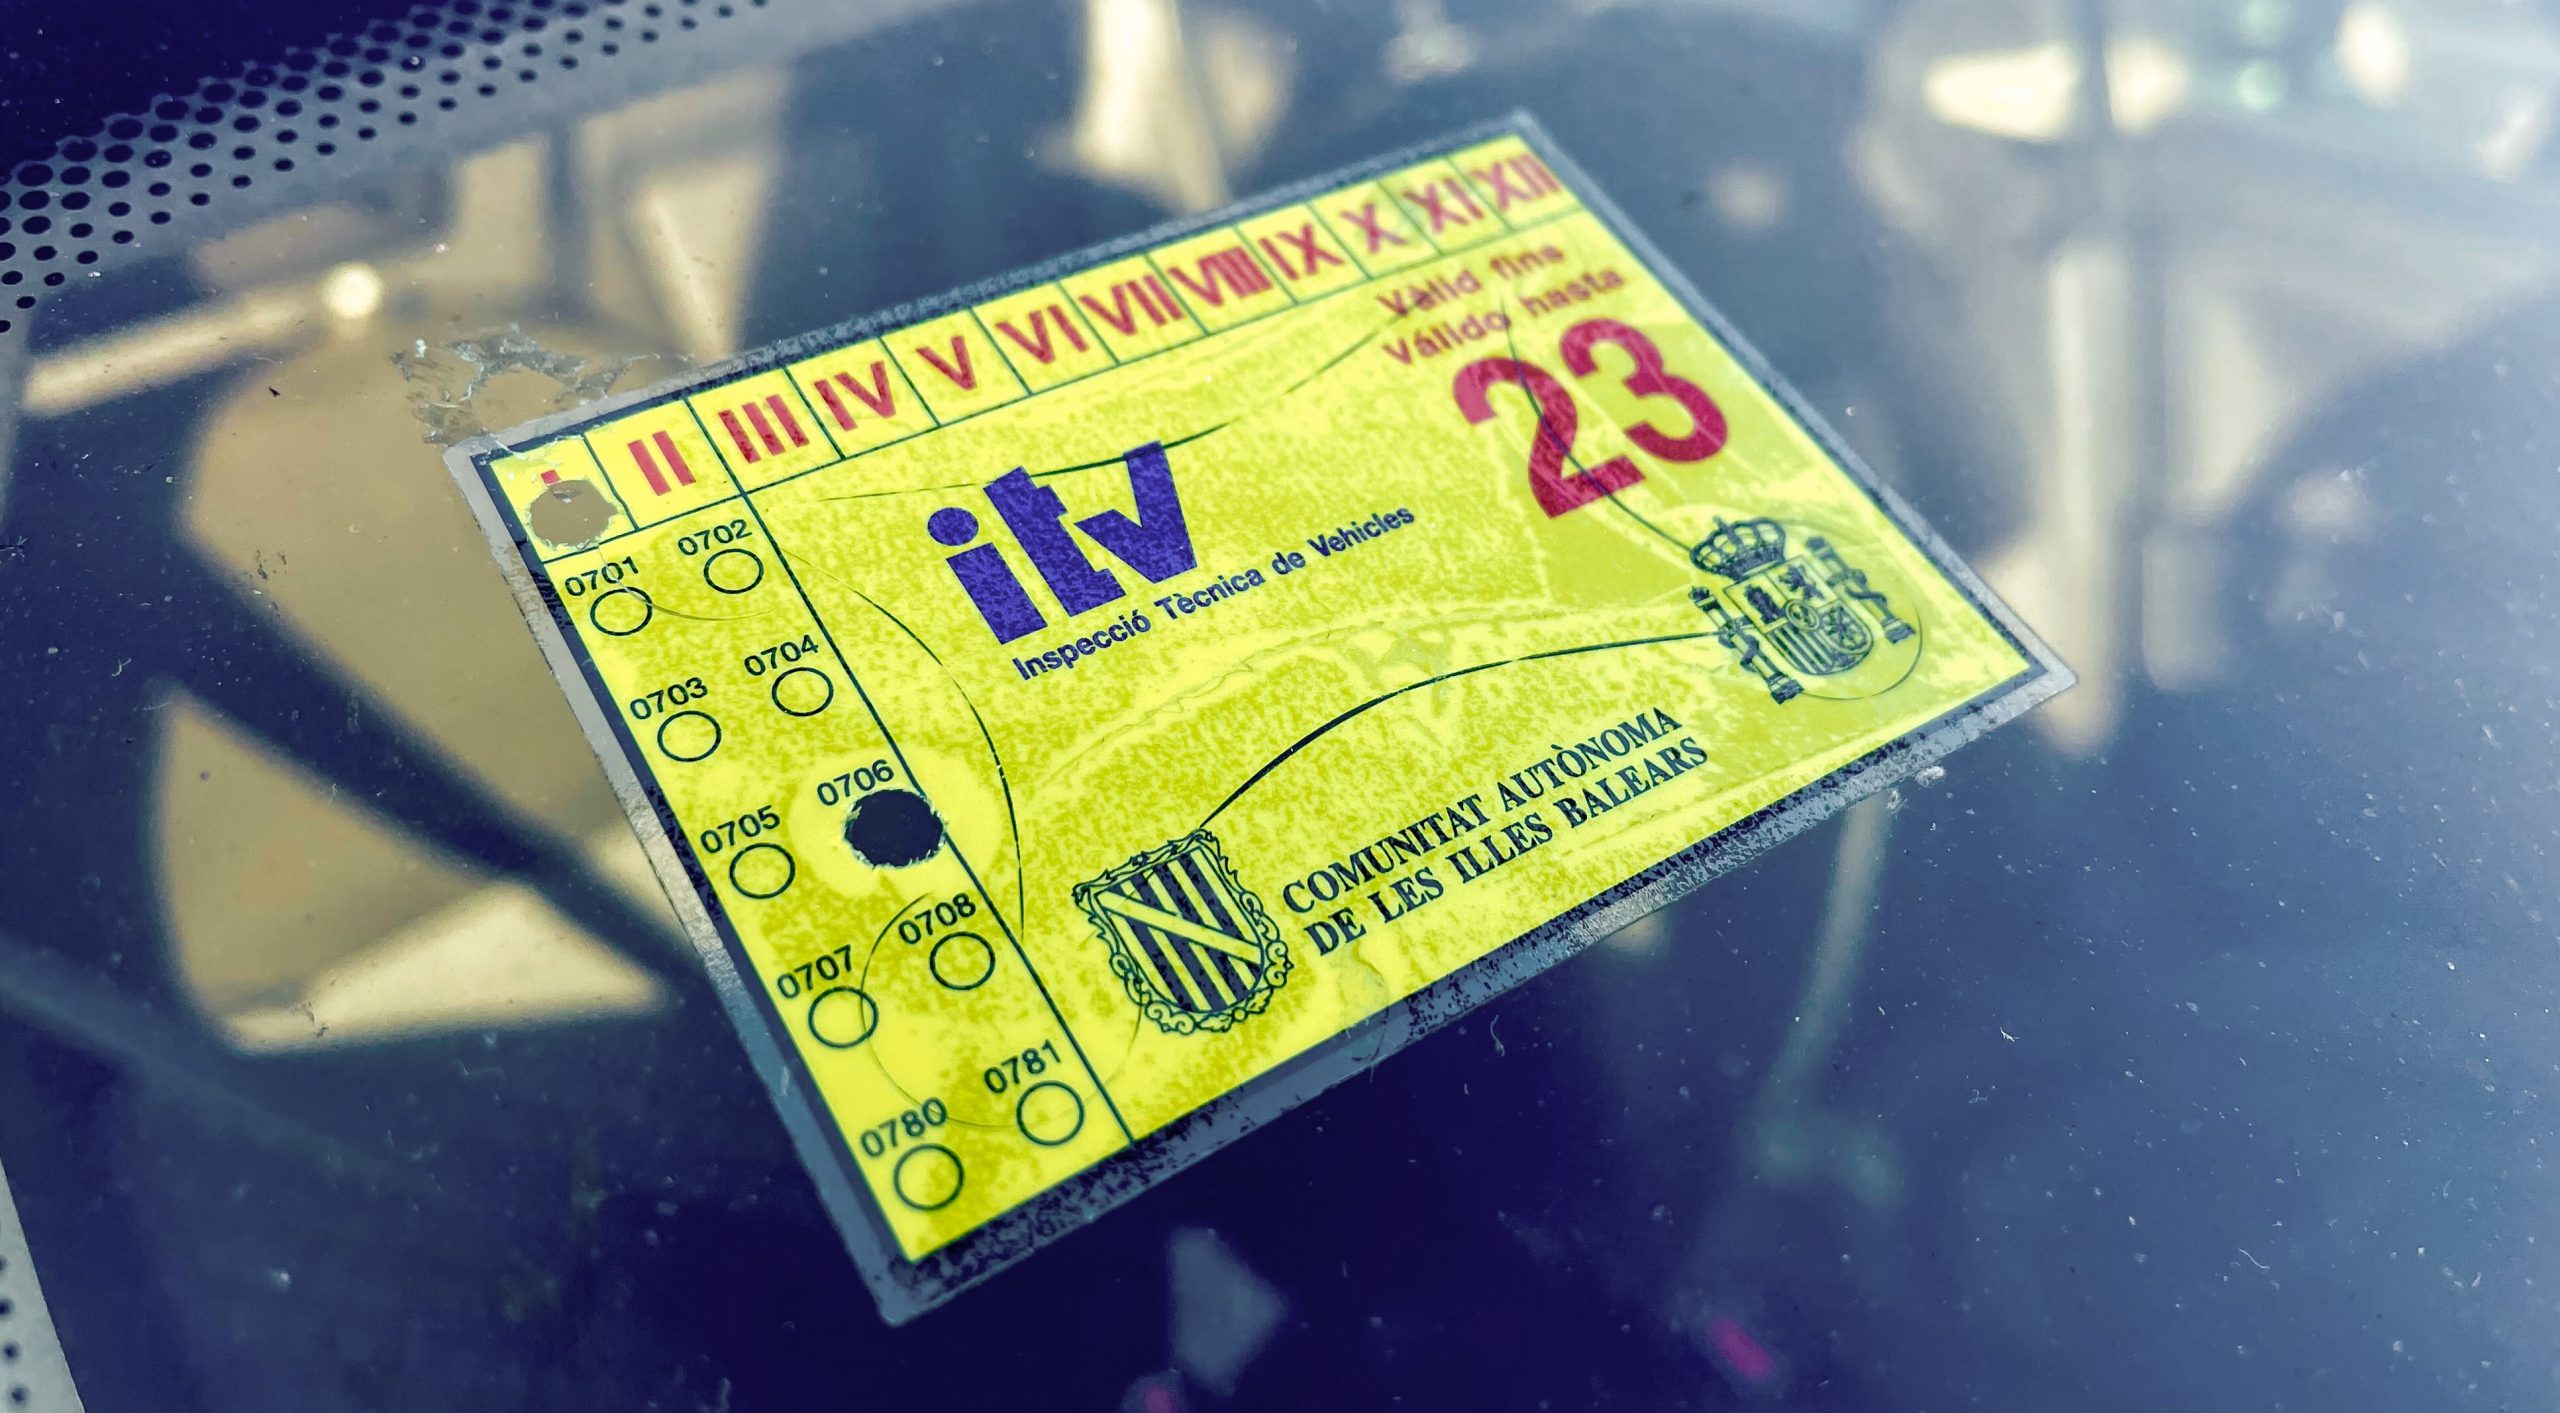 I II III IV V VI VII VIII IX X XI XII
Vàlid fins
Válido hasta
23
itv
Inspecció Tècnica de Vehicles
0701 0702
0703 0704
0705 0706
0707 0708
0780 0781
COMUNITAT AUTÒNOMA
DE LES ILLES BALEARS